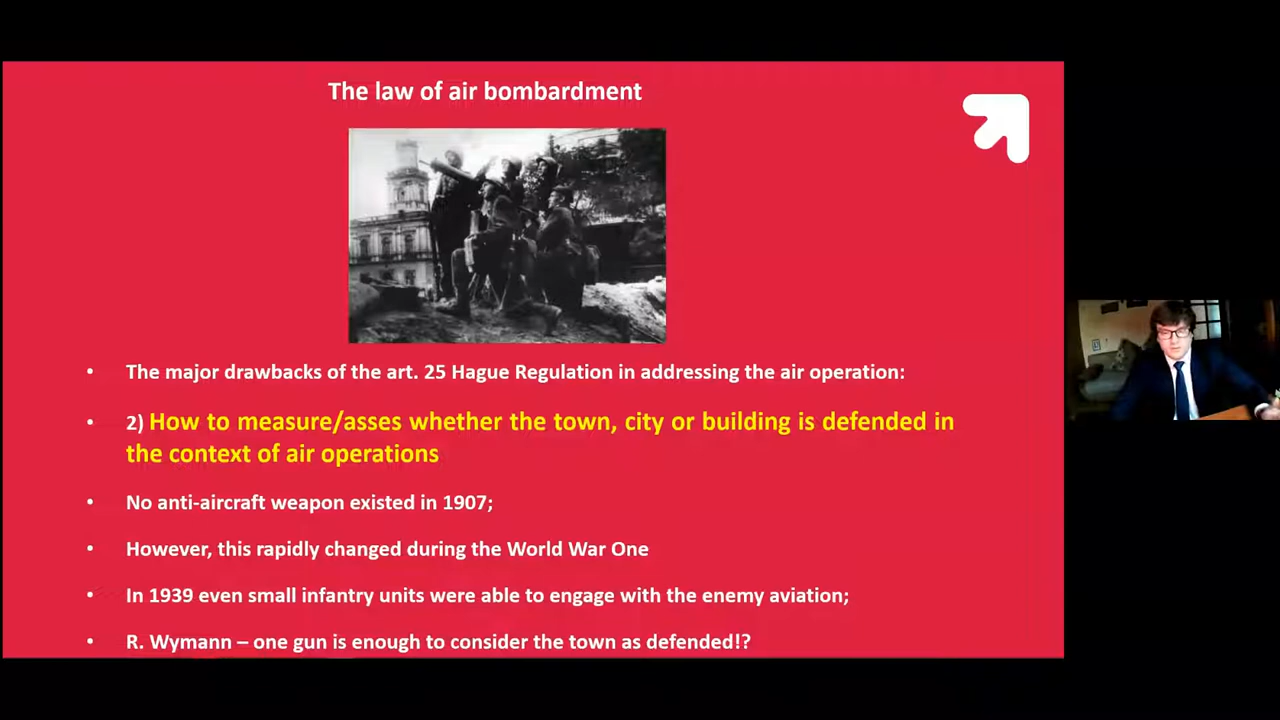 The law of air bombardment
• The major drawbacks of the art. 25 Hague Regulation in addressing the air operation:
• 2) How to measure/asses whether the town, city or building is defended in
the context of air operations
• No anti-aircraft weapon existed in 1907;
• However, this rapidly changed during the World War One
• In 1939 even small infantry units were able to engage with the enemy aviation;
• R. Wymann – one gun is enough to consider the town as defended!?